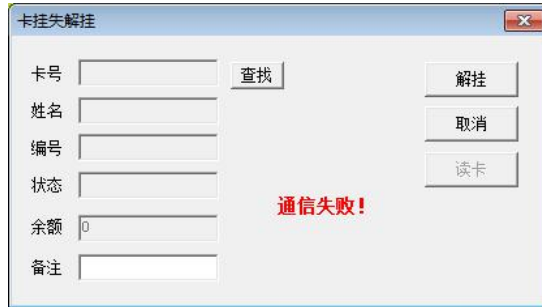 卡挂失解挂
卡号 查找 解挂
姓名 取消
编号
状态 读卡
通信失败!
余额 0
备注